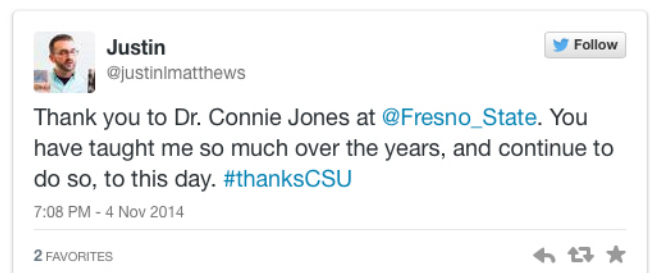 Justin
Follow
@justinlmatthews
Thank you to Dr. Connie Jones at @Fresno_State. You
have taught me so much over the years, and continue to
do so, to this day. #thanksCSU
7:08 PM - 4 Nov 2014
2 FAVORITES